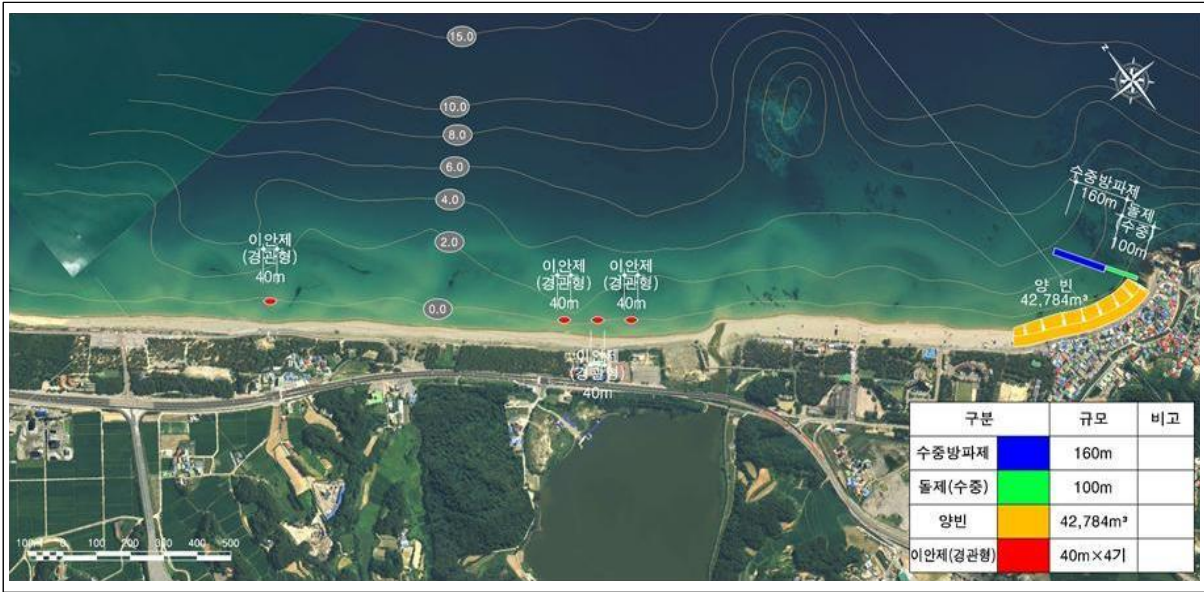 15.0
N
10.0
8.0
6.0
4.0
2.0
0.0
수중방파제
160m
돌제
(수중)
100m
이안제
(경관형)
40m
이안제
(경관형)
40m
이안제
(경관형)
40m
이안제
(경관형)
40m
양 빈
42,784m³
구분 규모 비고
수중방파제 160m
돌제(수중) 100m
양빈 42,784m³
이안제(경관형) 40m×4기
100 0 100 200 300 400 500